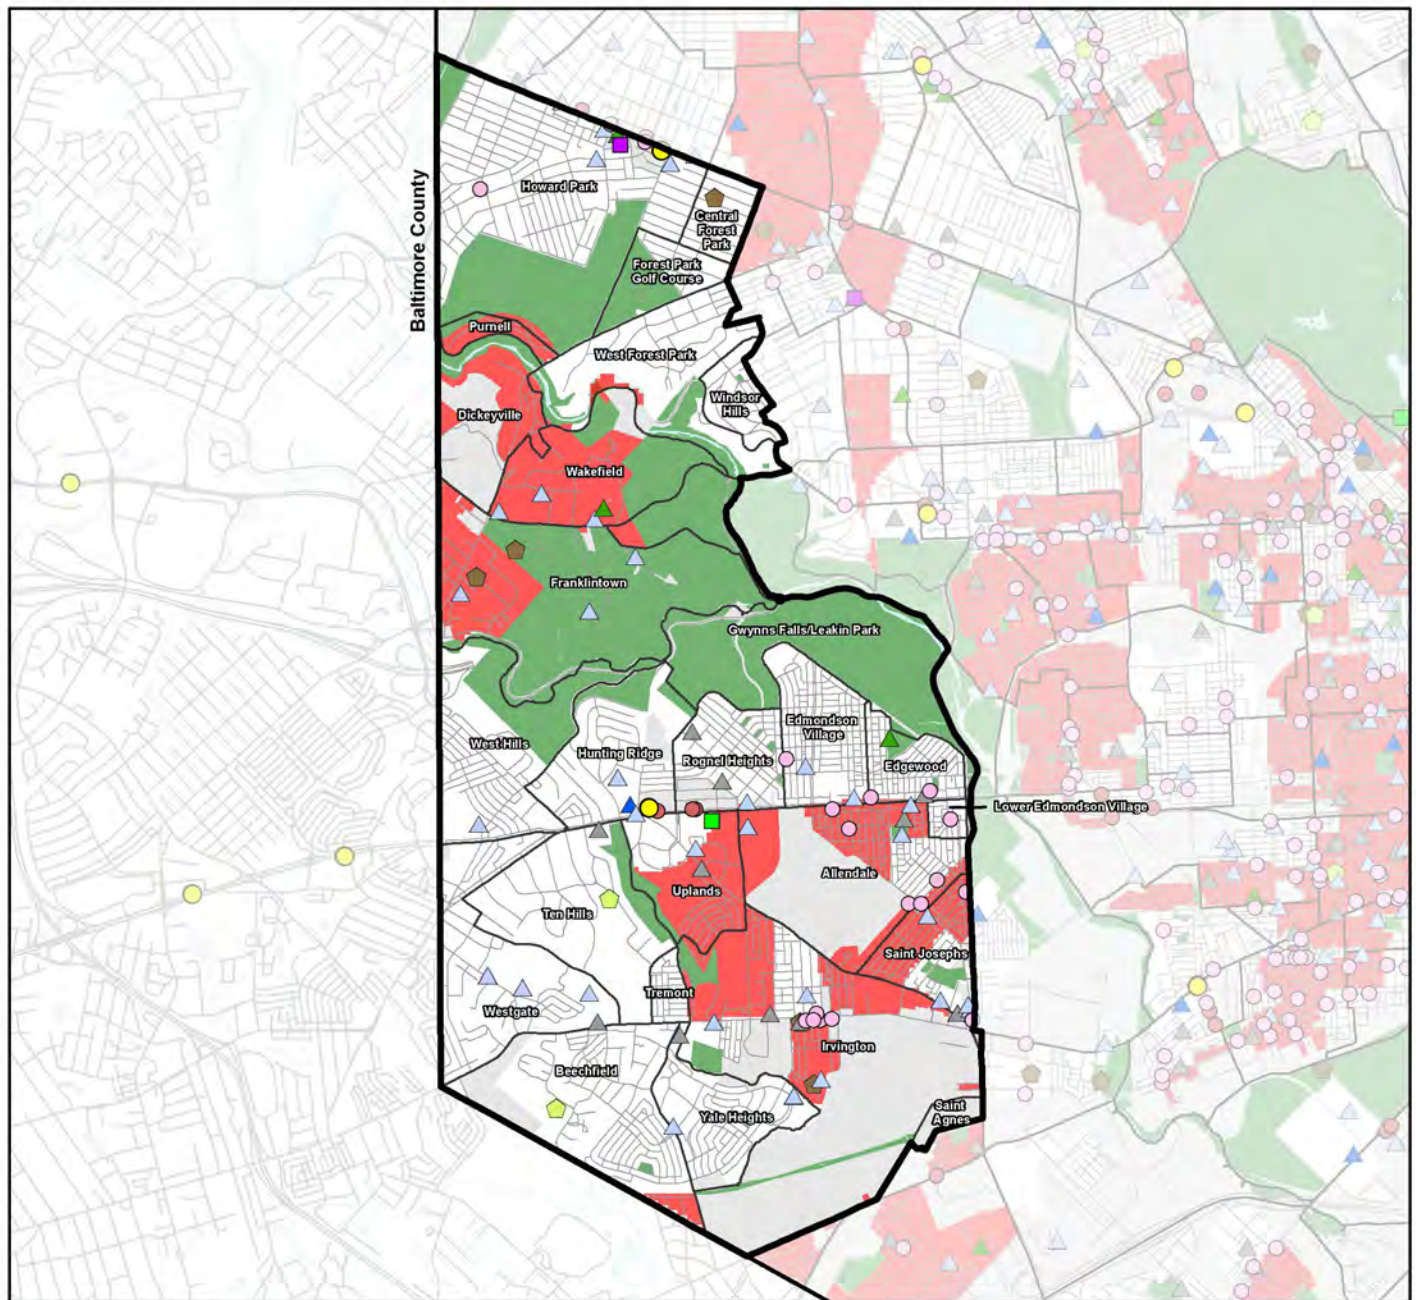 Baltimore County
Howard Park
Central
Forest
Park
Forest Park
Golf Course
Purnell
West Forest Park
Windsor
Hills
Dickeyville
Wakefield
Franklintown
Gwynns Falls/Leakin Park
Edmondson
Village
West Hills
Hunting Ridge
Rognel Heights
Edgewood
Lower Edmondson Village
Allendale
Uplands
Ten Hills
Saint Josephs
Tremont
Westgate
Irvington
Beechfield
Saint
Agnes
Yale Heights